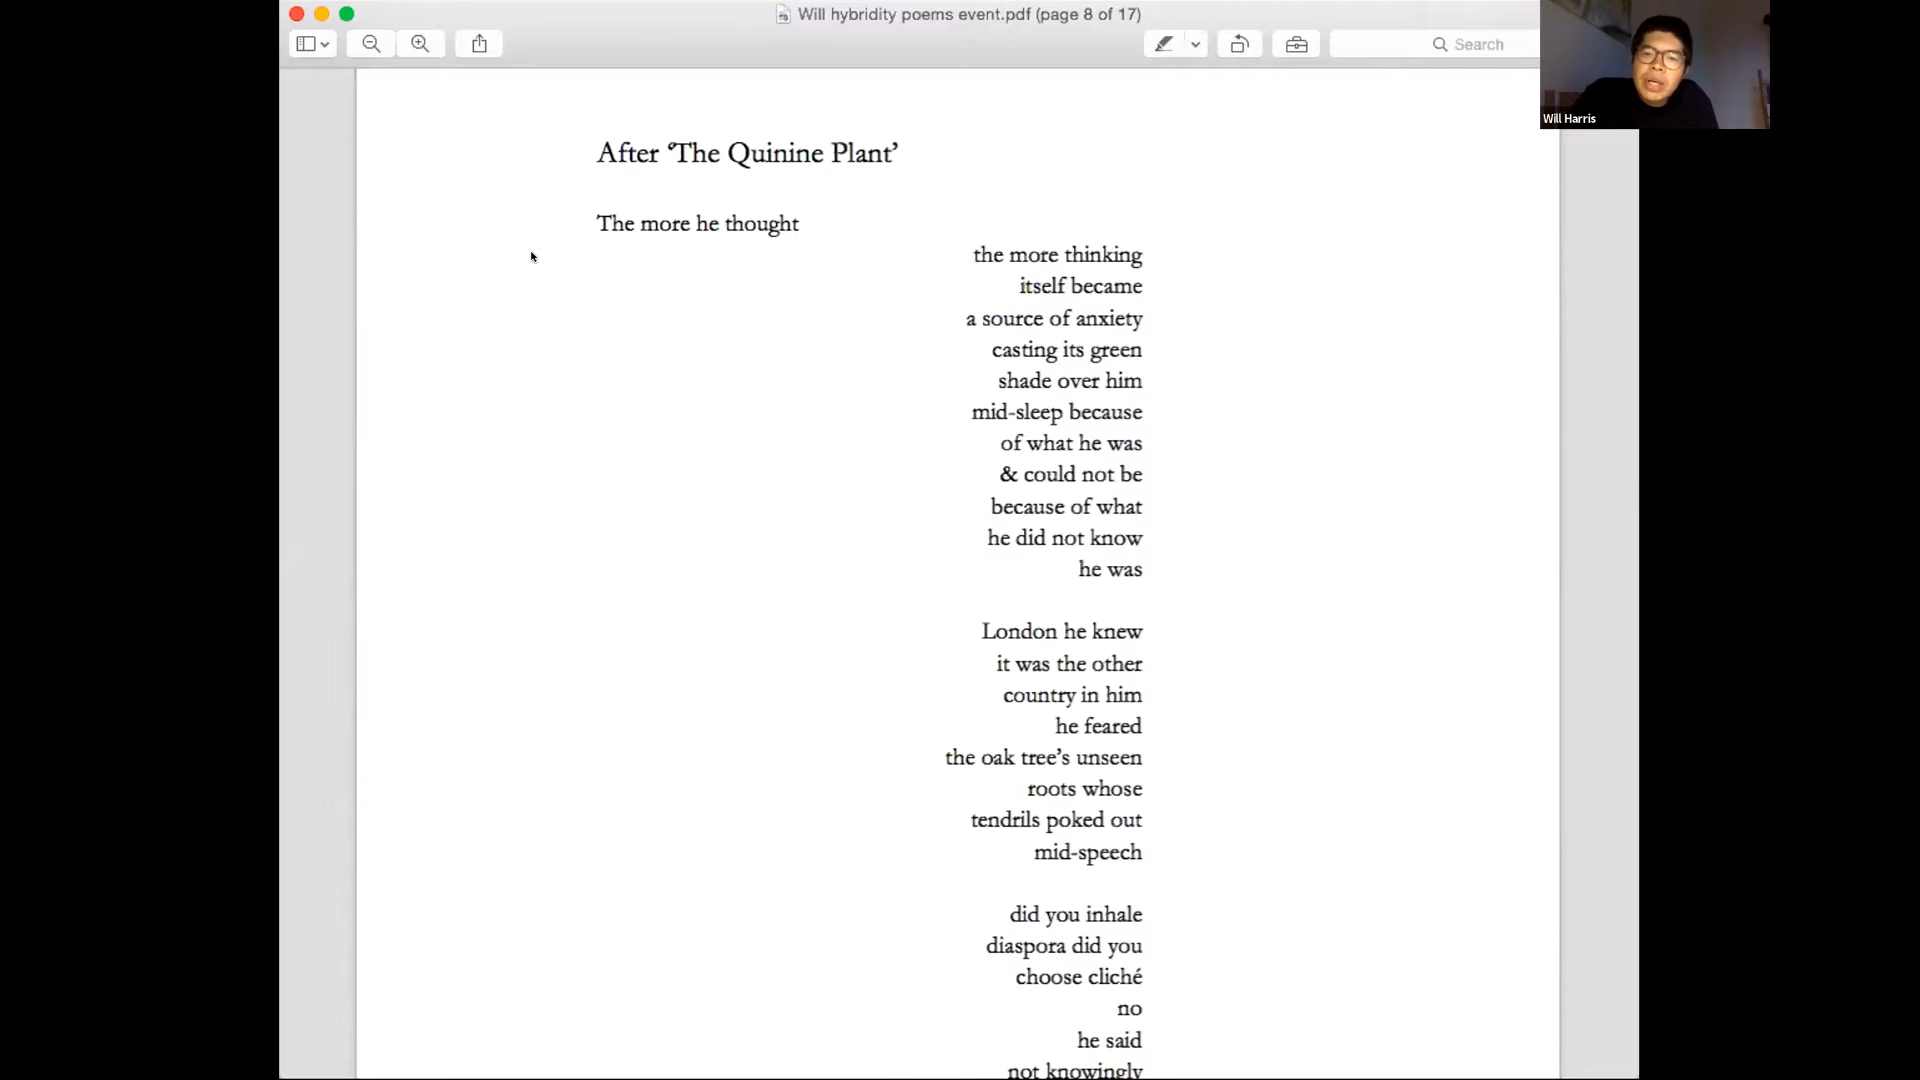 Will hybridity poems event.pdf (page 8 of 17)
Search
Will Harris
After ‘The Quinine Plant’
The more he thought
the more thinking
itself became
a source of anxiety
casting its green
shade over him
mid-sleep because
of what he was
& could not be
because of what
he did not know
he was
London he knew
it was the other
country in him
he feared
the oak tree’s unseen
roots whose
tendrils poked out
mid-speech
did you inhale
diaspora did you
choose cliché
no
he said
not knowingly